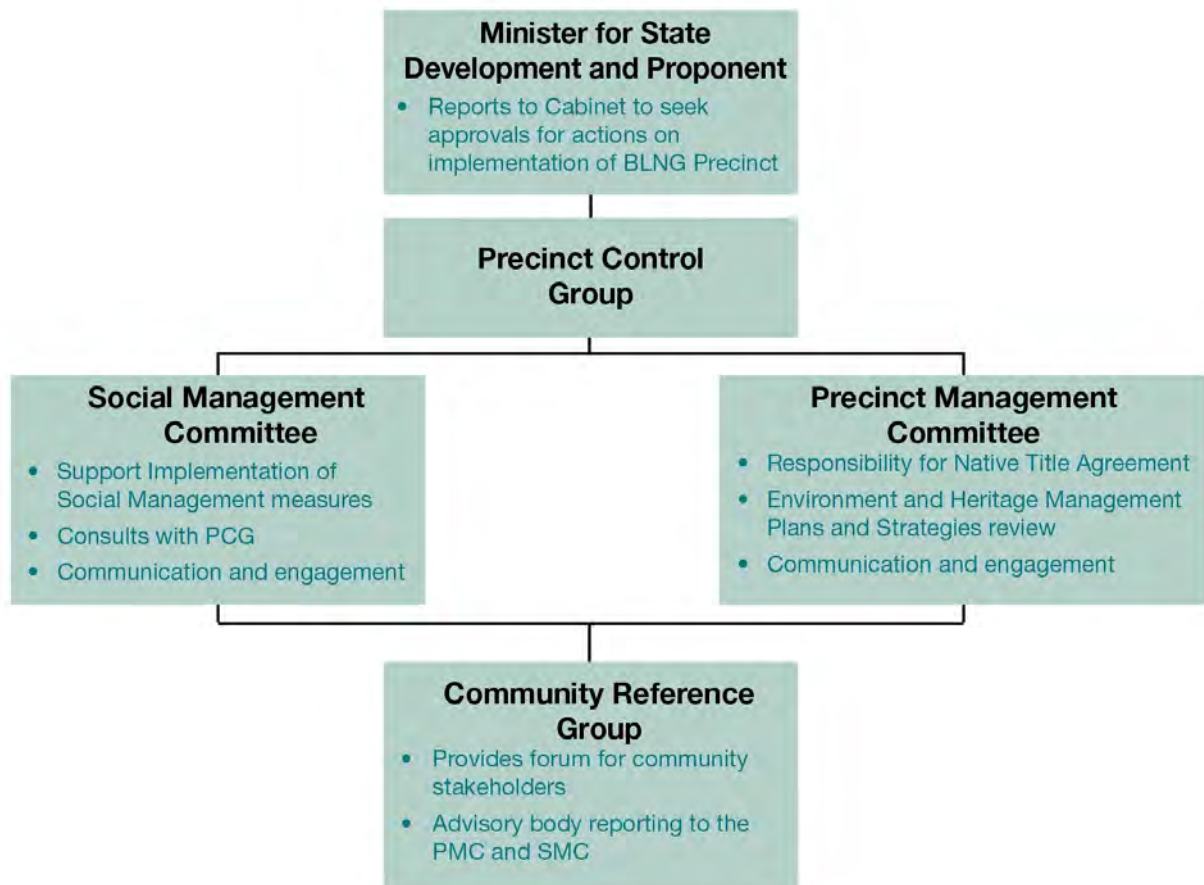 Minister for State
Development and Proponent
• Reports to Cabinet to seek
approvals for actions on
implementation of BLNG Precinct
Precinct Control
Group
Social Management
Committee
• Support Implementation of
Social Management measures
• Consults with PCG
• Communication and engagement
Precinct Management
Committee
• Responsibility for Native Title Agreement
• Environment and Heritage Management
Plans and Strategies review
• Communication and engagement
Community Reference
Group
• Provides forum for community
stakeholders
• Advisory body reporting to the
PMC and SMC